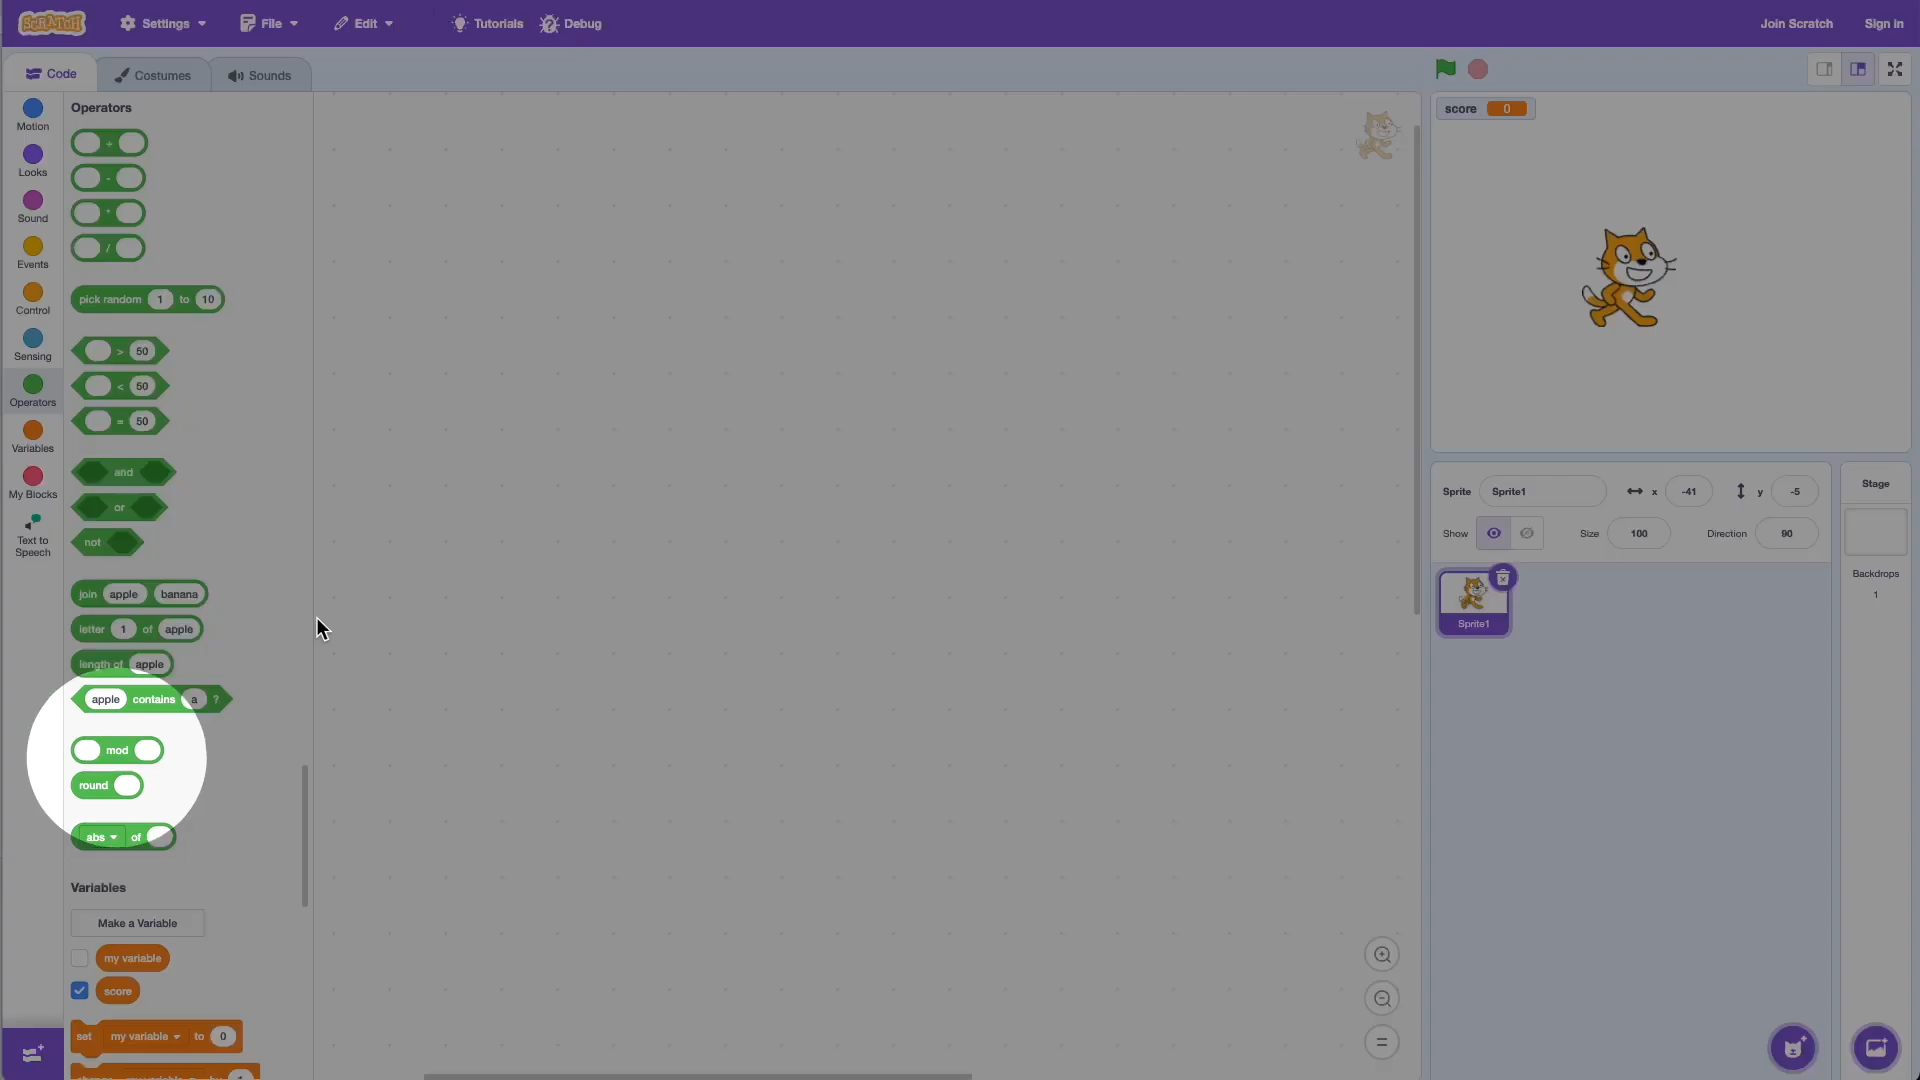 SCRATCH Settings File Edit Tutorials Debug Join Scratch Sign in
Code Costumes Sounds
Motion
Looks
Sound
Events
Control
Sensing
Operators
Variables
My Blocks
Text to
Speech
Operators
+
-
*
/
pick random 1 to 10
> 50
< 50
= 50
and
or
not
join apple banana
letter 1 of apple
length of apple
apple contains a ?
mod
round
abs of
Variables
Make a Variable
my variable
score
set my variable to 0
score 0
Sprite Sprite1 x -41 y -5
Show Size 100 Direction 90
Sprite1
Stage
Backdrops
1